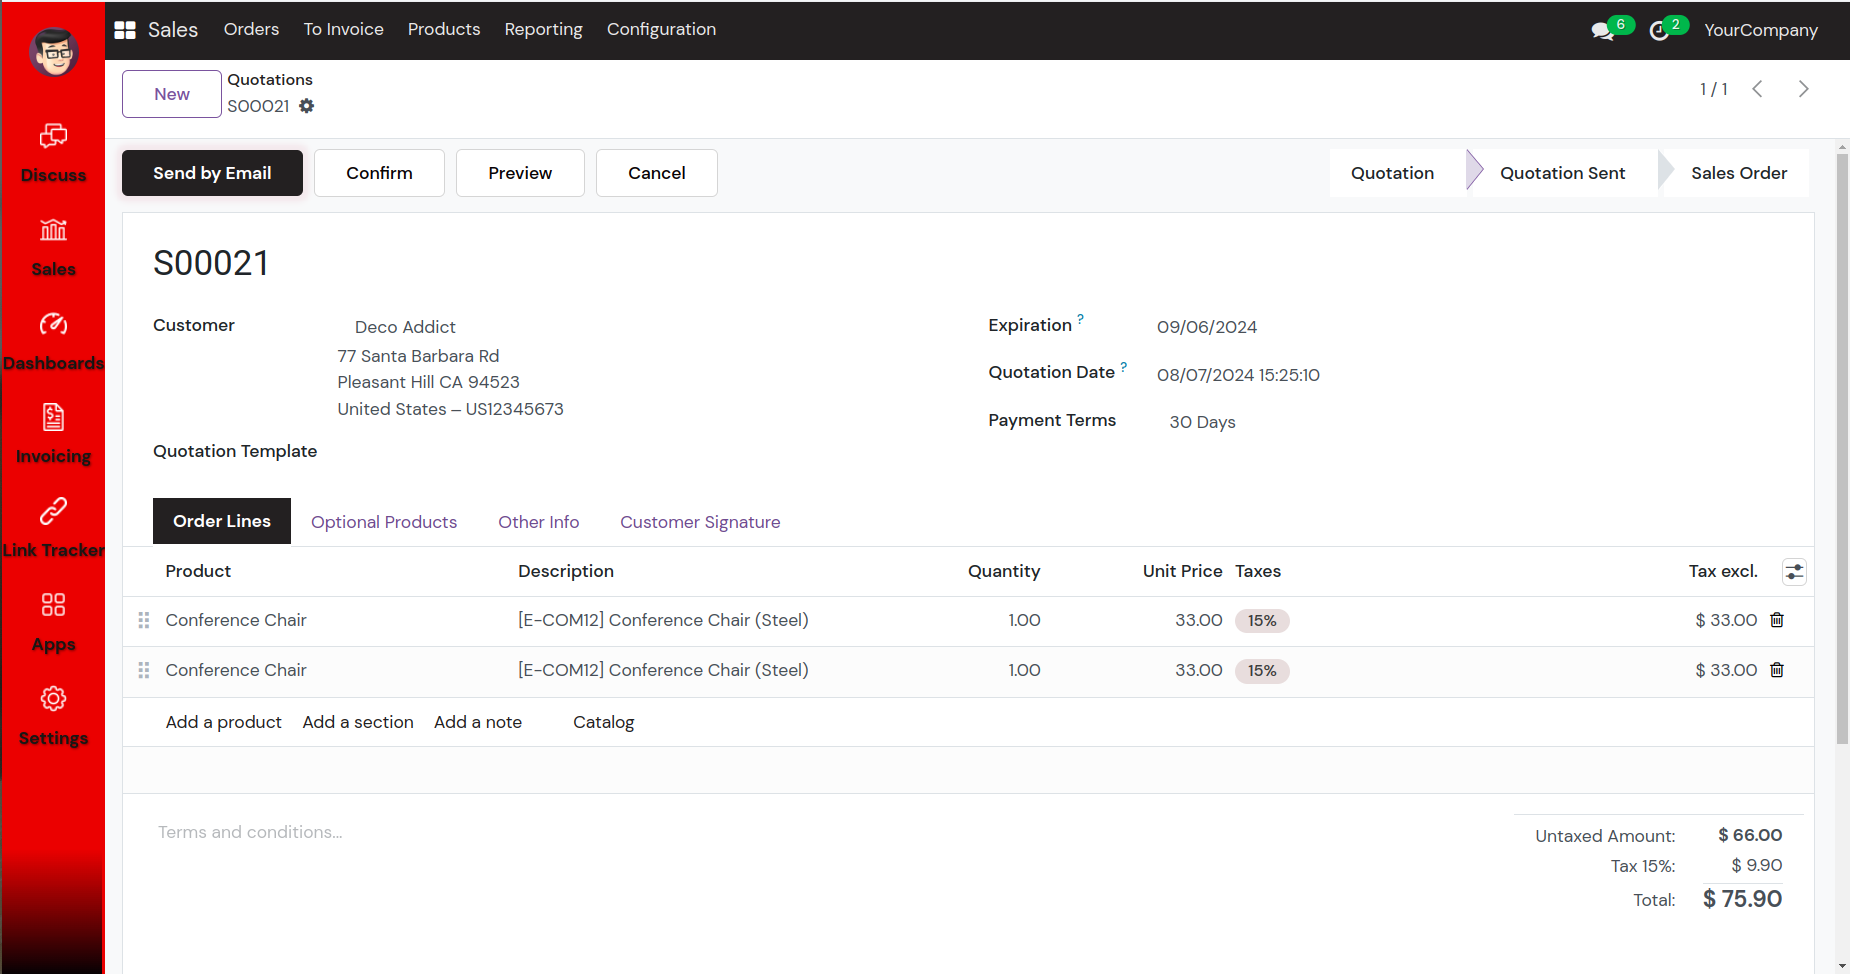 Sales Orders To Invoice Products Reporting Configuration 6 2 YourCompany
New Quotations 1 / 1
S00021
Send by Email Confirm Preview Cancel Quotation Quotation Sent Sales Order
Discuss
Sales
Dashboards
Invoicing
Link Tracker
Apps
Settings
S00021
Customer Deco Addict
77 Santa Barbara Rd
Pleasant Hill CA 94523
United States – US12345673
Quotation Template
Expiration ? 09/06/2024
Quotation Date ? 08/07/2024 15:25:10
Payment Terms 30 Days
Order Lines Optional Products Other Info Customer Signature
Product Description Quantity Unit Price Taxes Tax excl.
Conference Chair [E-COM12] Conference Chair (Steel) 1.00 33.00 15% $ 33.00
Conference Chair [E-COM12] Conference Chair (Steel) 1.00 33.00 15% $ 33.00
Add a product Add a section Add a note Catalog
Terms and conditions...
Untaxed Amount: $ 66.00
Tax 15%: $ 9.90
Total: $ 75.90